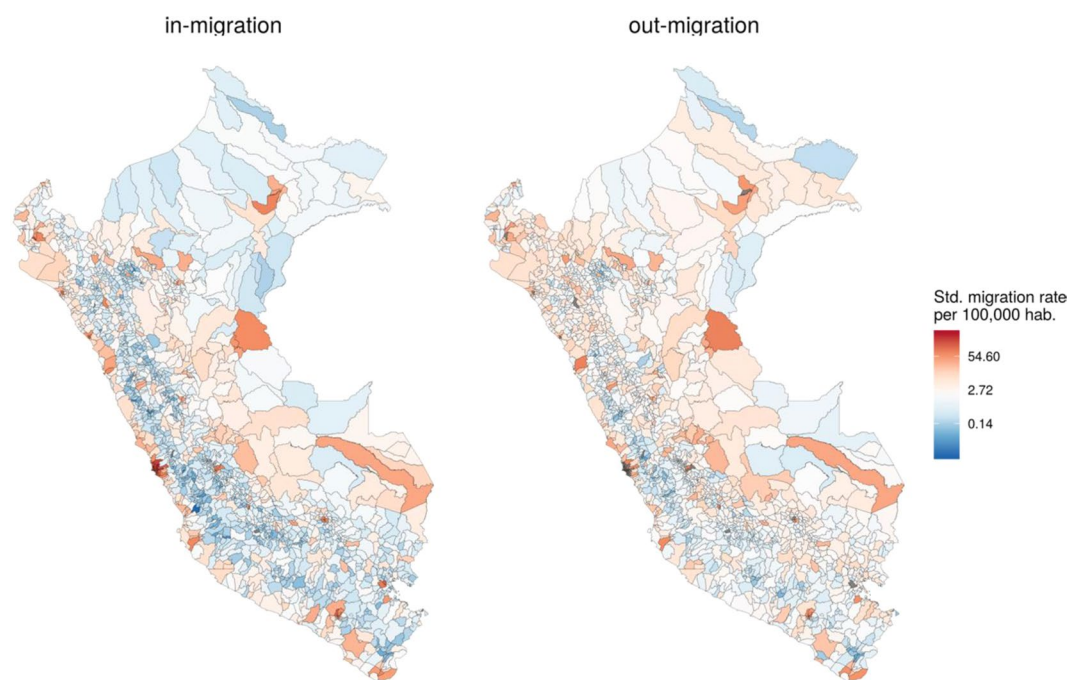 in-migration
out-migration
Std. migration rate
per 100,000 hab.
54.60
2.72
0.14